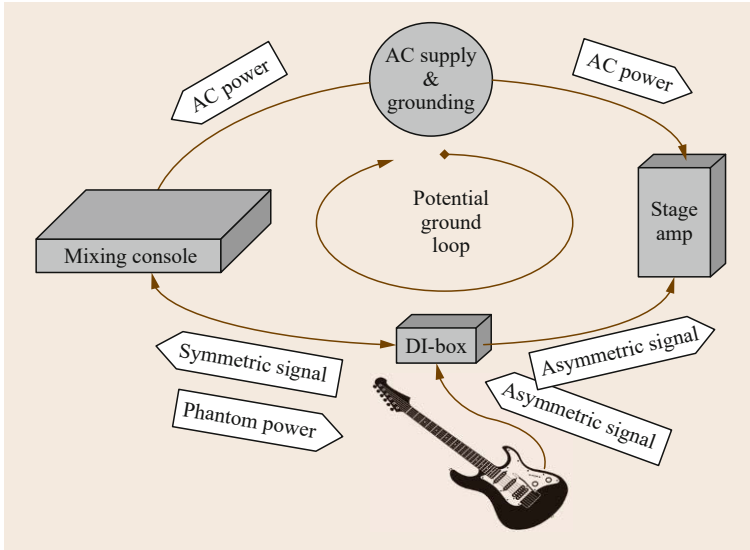 AC power
AC supply
&
grounding
AC power
Potential
ground
loop
Stage
amp
Mixing console
DI-box
Symmetric signal
Phantom power
Asymmetric signal
Asymmetric signal